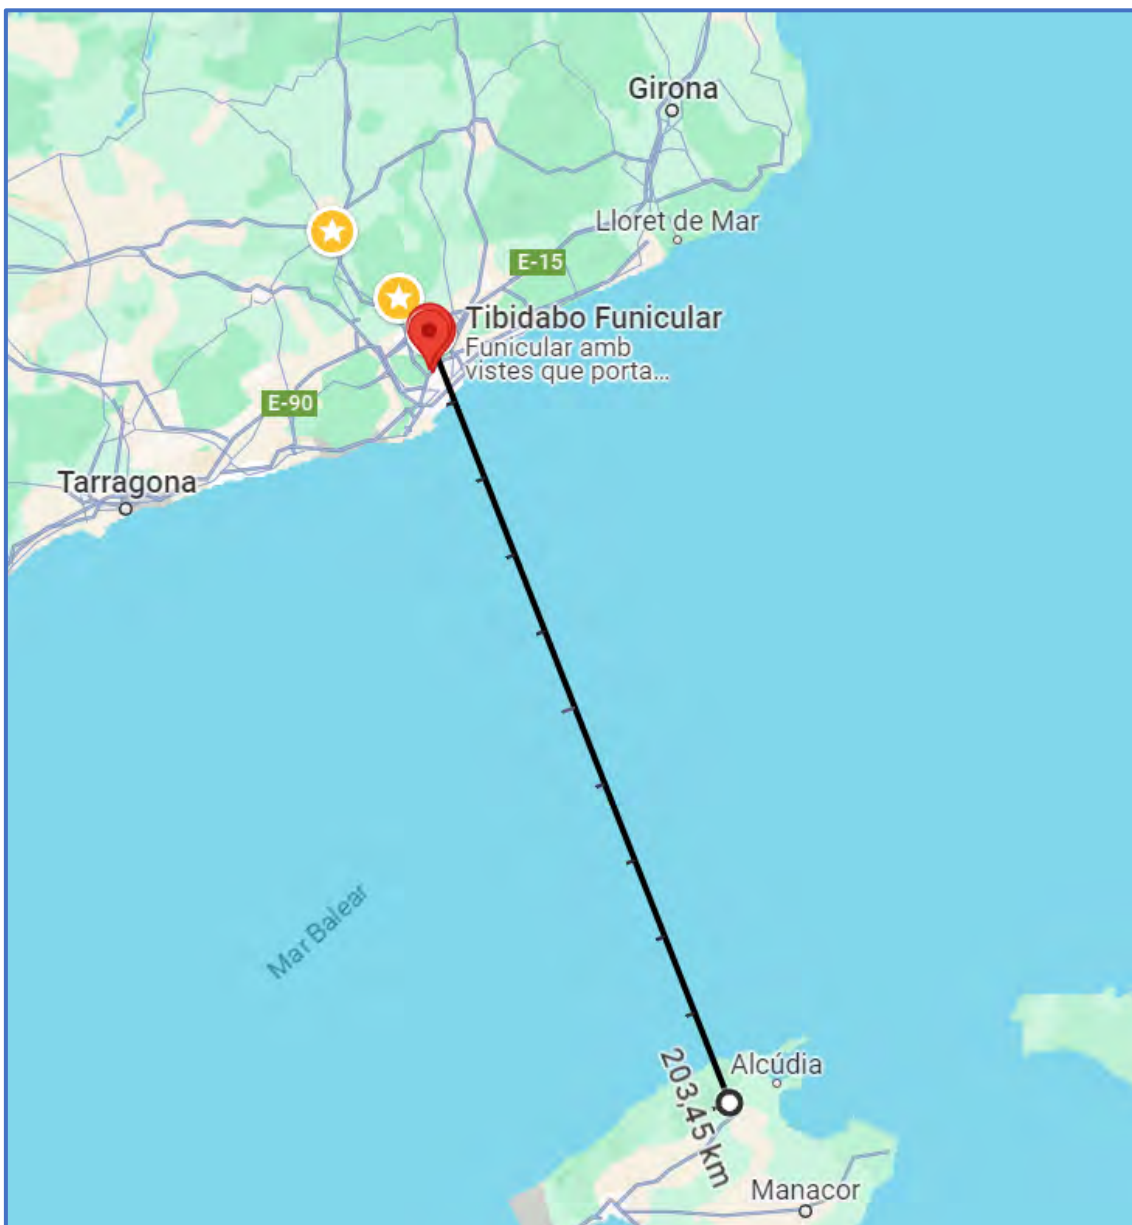 Girona
Lloret de Mar
E-15
Tibidabo Funicular
Funicular amb
vistes que porta...
E-90
Tarragona
Mar Balear
Alcúdia
203,45 km
Manacor